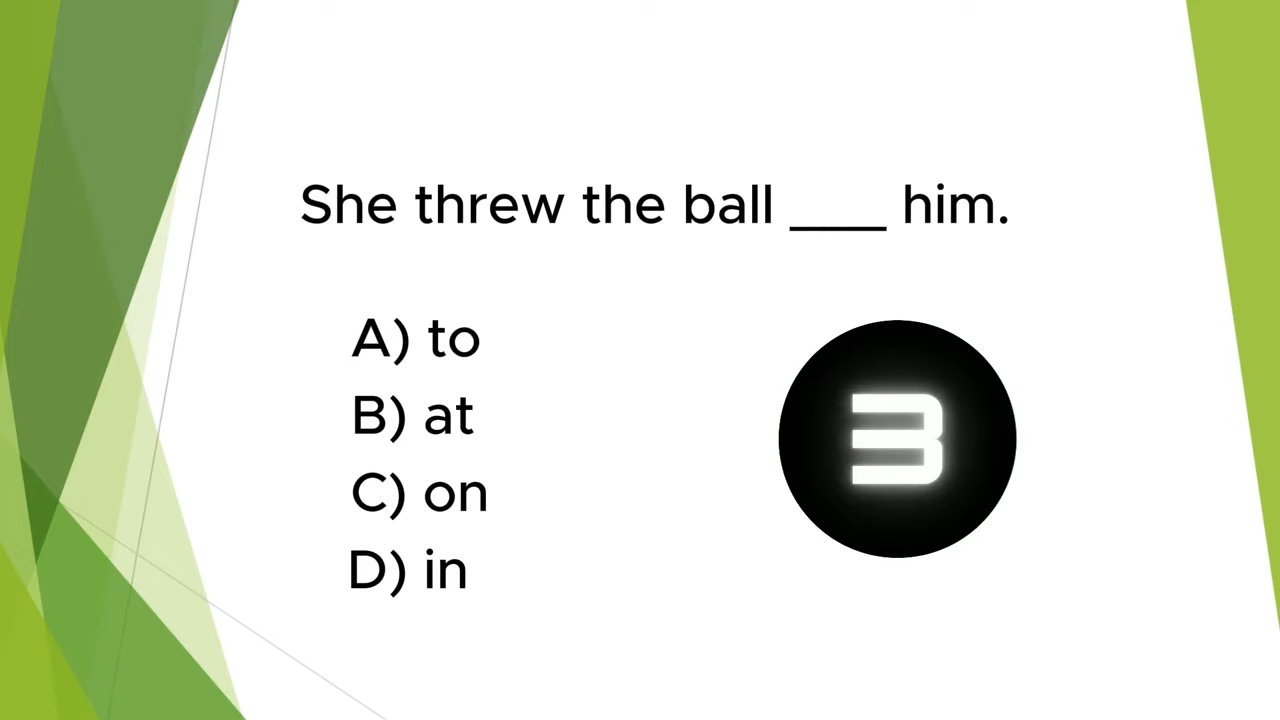 She threw the ball ____ him.
A) to
B) at
C) on
D) in
3